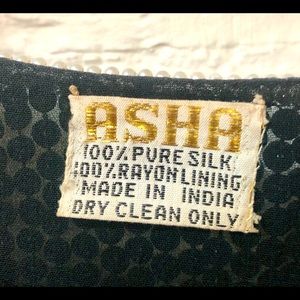 ASHA
100% PURE SILK
100% RAYON LINING
MADE IN INDIA
DRY CLEAN ONLY